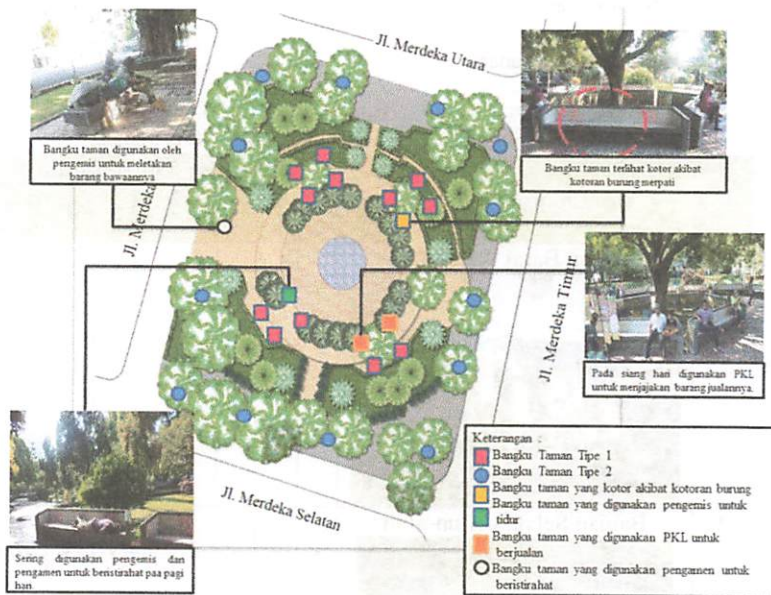 Jl. Merdeka Utara
Bangku taman digunakan oleh
pengemis untuk meletakan
barang bawaannya
Bangku taman terlihat kotor akibat
kotoran burung merpati
Jl. Merdeka
Jl. Merdeka Timur
Pada siang hari digunakan PKL
untuk menjajakan barang jualannya.
Jl. Merdeka Selatan
Sering digunakan pengemis dan
pengamen untuk beristirahat paa pagi
hari.
Keterangan :
Bangku Taman Tipe 1
Bangku Taman Tipe 2
Bangku taman yang kotor akibat kotoran burung
Bangku taman yang digunakan pengemis untuk
tidur
Bangku taman yang digunakan PKL untuk
berjualan
Bangku taman yang digunakan pengamen untuk
beristirahat